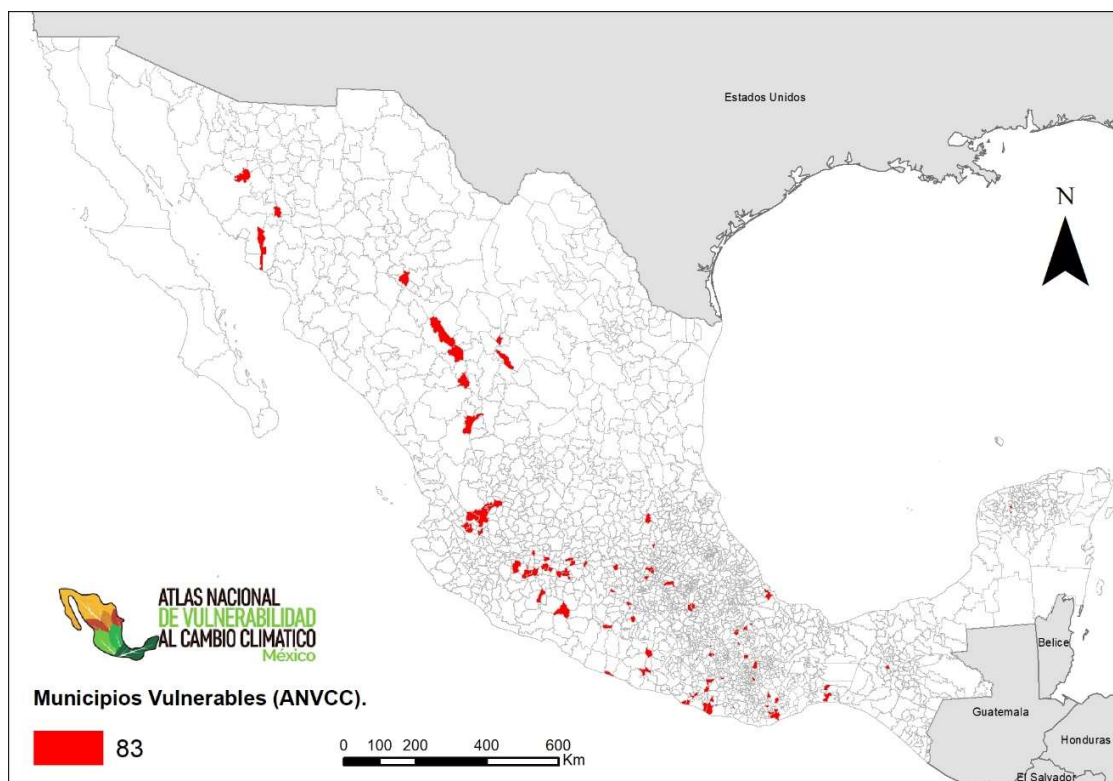 Estados Unidos
N
Belice
Guatemala
Honduras
El Salvador
ATLAS NACIONAL
DE VULNERABILIDAD
AL CAMBIO CLIMATICO
México
Municipios Vulnerables (ANVCC).
83
0 100 200 400 600
Km